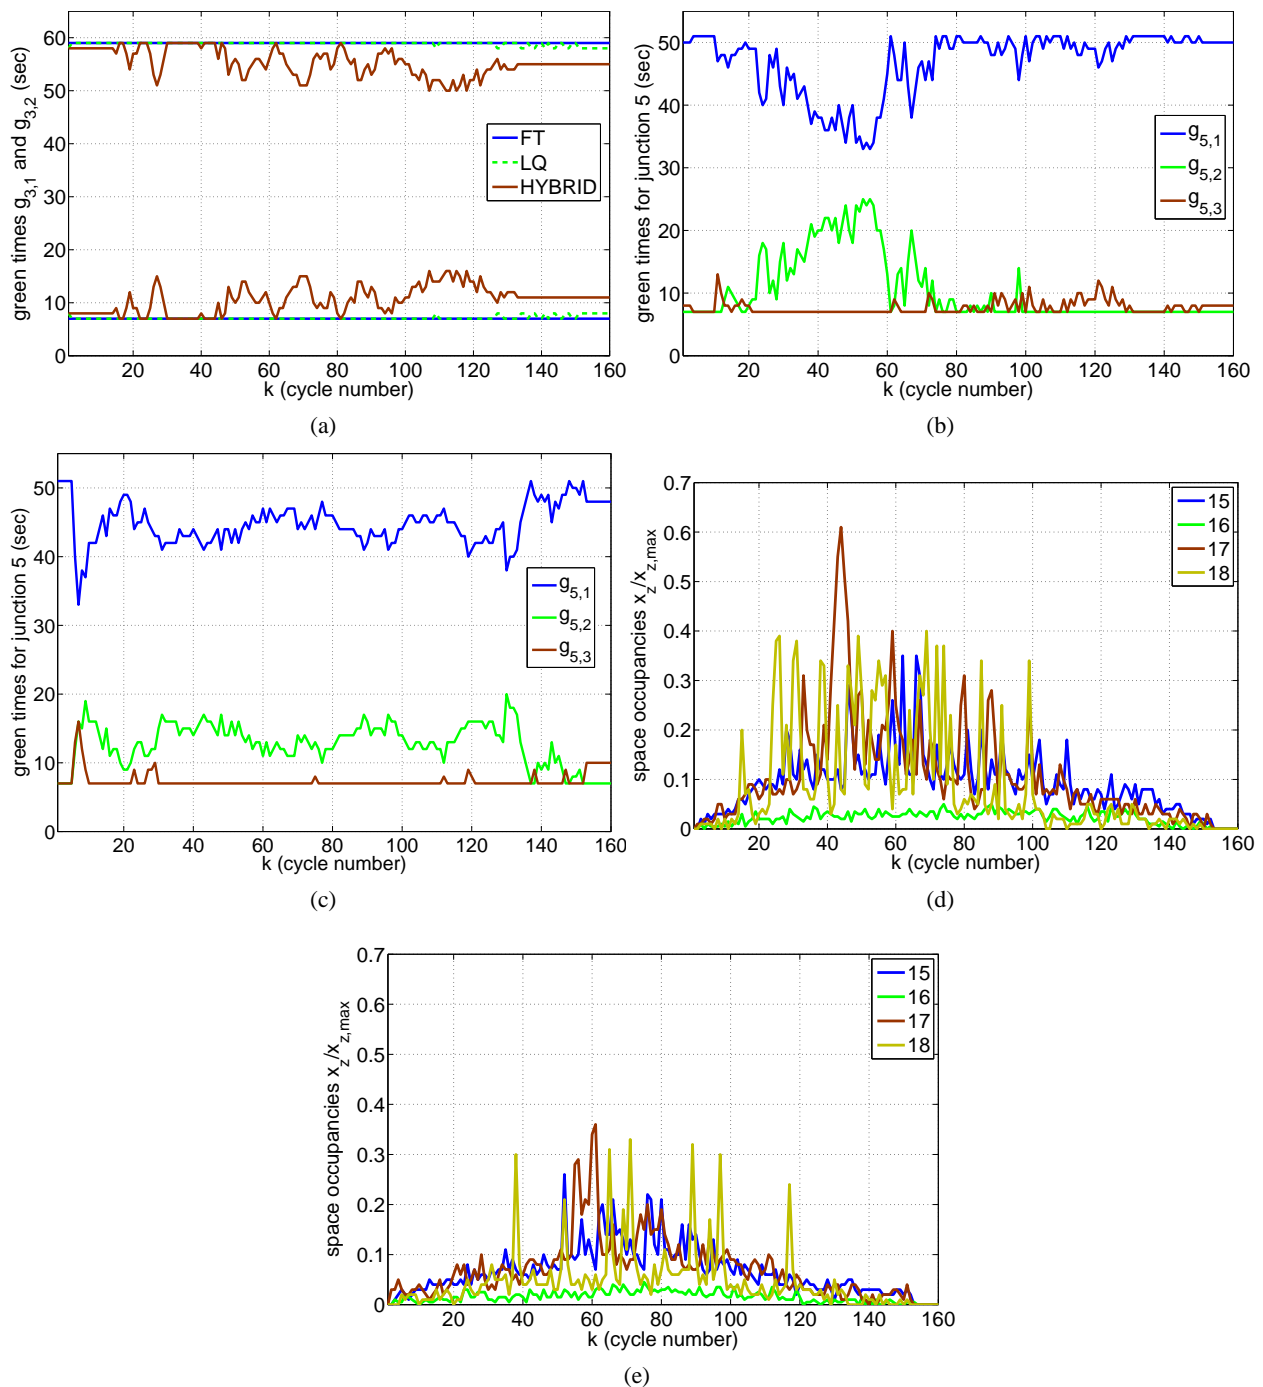 green times g3,1 and g3,2 (sec)
60
50
40
30
20
10
0
FT
LQ
HYBRID
20 40 60 80 100 120 140 160
k (cycle number)
(a)
green times for junction 5 (sec)
50
40
30
20
10
0
g5,1
g5,2
g5,3
20 40 60 80 100 120 140 160
k (cycle number)
(b)
green times for junction 5 (sec)
50
40
30
20
10
0
g5,1
g5,2
g5,3
20 40 60 80 100 120 140 160
k (cycle number)
(c)
space occupancies xz/xz,max
0.7
0.6
0.5
0.4
0.3
0.2
0.1
0
15
16
17
18
20 40 60 80 100 120 140 160
k (cycle number)
(d)
space occupancies xz/xz,max
0.7
0.6
0.5
0.4
0.3
0.2
0.1
0
15
16
17
18
20 40 60 80 100 120 140 160
k (cycle number)
(e)